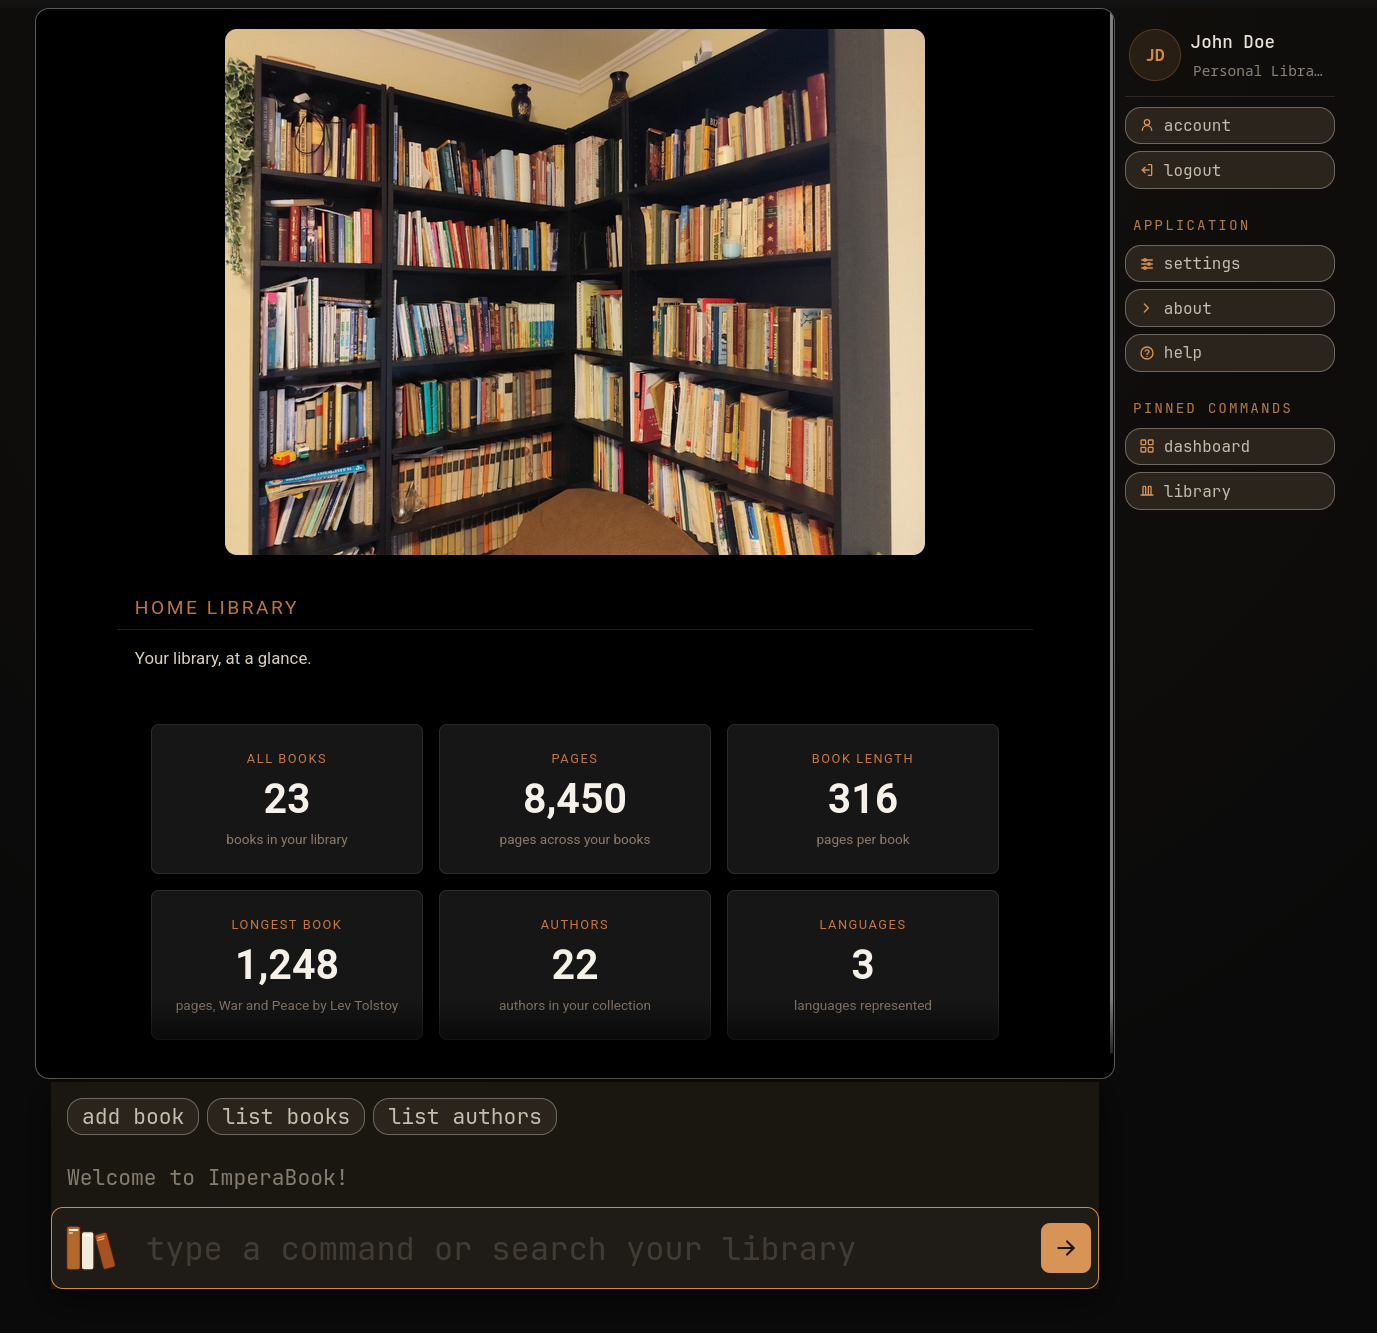 JD
John Doe
Personal Libra…
account
logout
APPLICATION
settings
about
help
PINNED COMMANDS
dashboard
library
HOME LIBRARY
Your library, at a glance.
ALL BOOKS
23
books in your library
PAGES
8,450
pages across your books
BOOK LENGTH
316
pages per book
LONGEST BOOK
1,248
pages, War and Peace by Lev Tolstoy
AUTHORS
22
authors in your collection
LANGUAGES
3
languages represented
add book
list books
list authors
Welcome to ImperaBook!
type a command or search your library